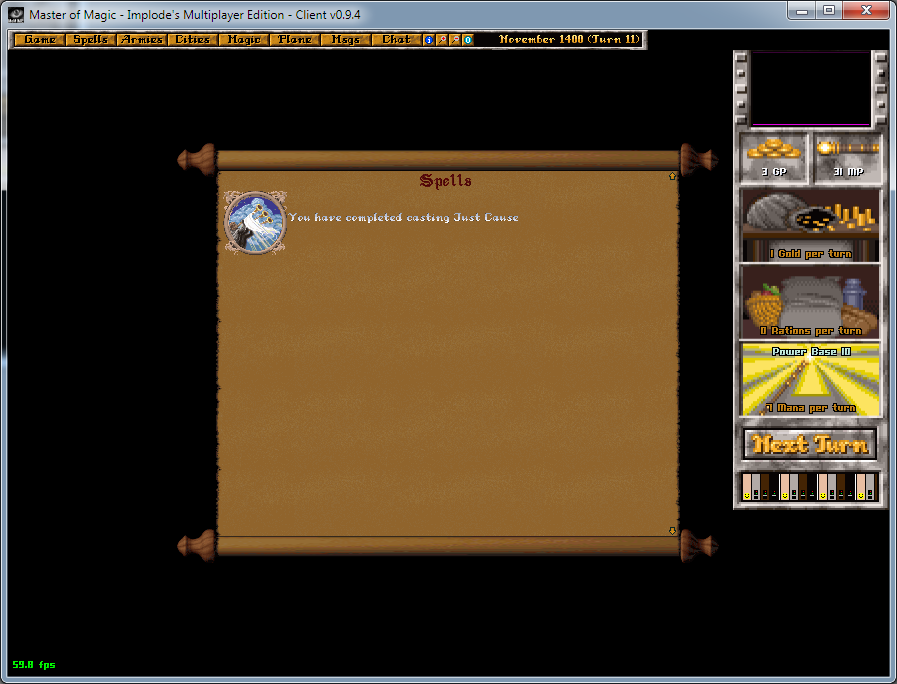 Master of Magic - Implode's Multiplayer Edition - Client v0.9.4
Game Spells Armies Cities Magic Plane Msgs Chat November 1400 (Turn 11)
3 GP 31 MP
Spells
You have completed casting Just Cause
1 Gold per turn
0 Rations per turn
Power Base 10
7 Mana per turn
Next Turn
59.8 fps